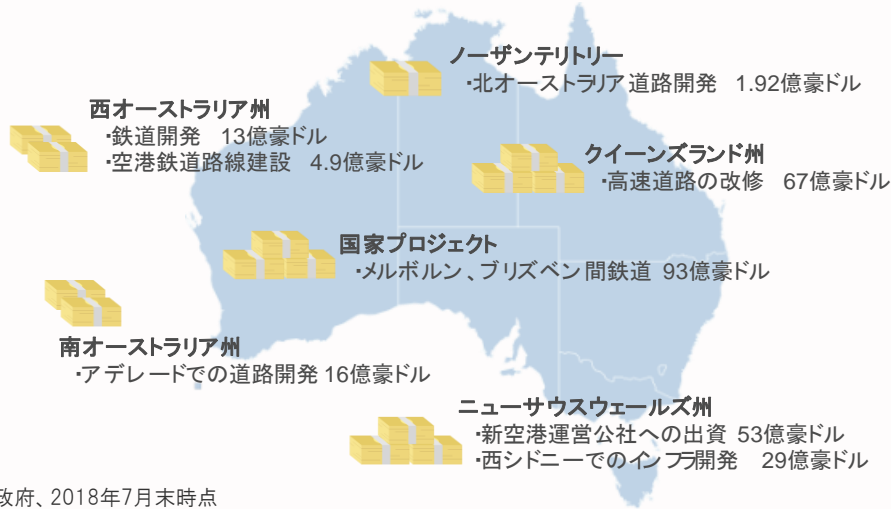 ノーザンテリトリー
・北オーストラリア道路開発 1.92億豪ドル
西オーストラリア州
・鉄道開発 13億豪ドル
・空港鉄道路線建設 4.9億豪ドル
クイーンズランド州
・高速道路の改修 67億豪ドル
国家プロジェクト
・メルボルン、ブリズベン間鉄道 93億豪ドル
南オーストラリア州
・アデレードでの道路開発 16億豪ドル
ニューサウスウェールズ州
・新空港運営公社への出資 53億豪ドル
・西シドニーでのインフラ開発 29億豪ドル
政府、2018年7月末時点